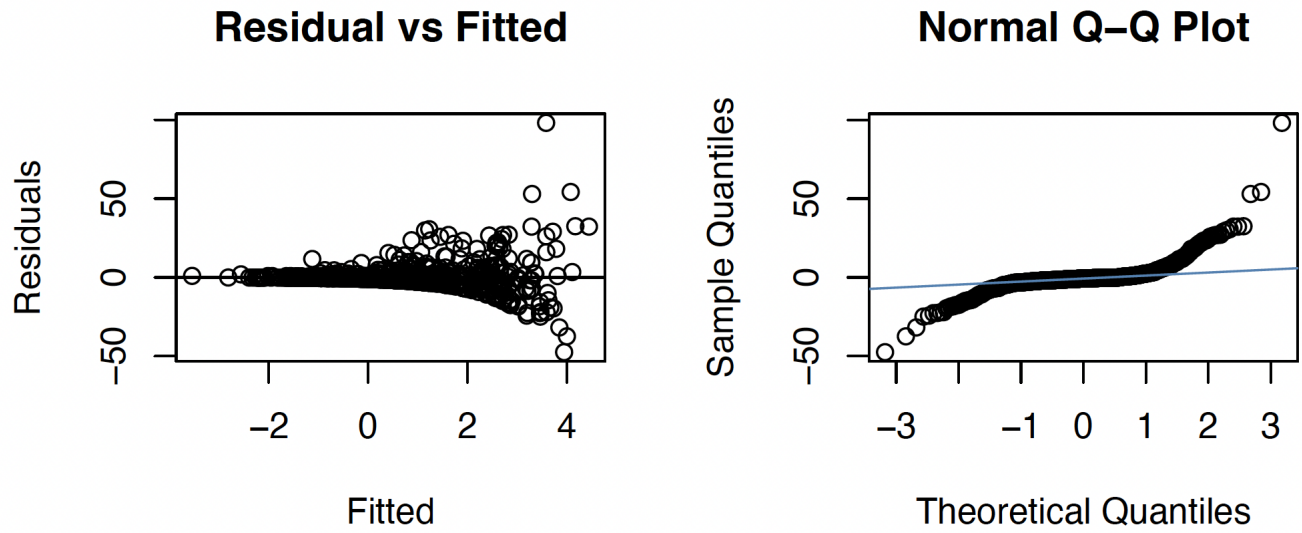 Residual vs Fitted
Residuals
50
0
−50
−2 0 2 4
Fitted
Normal Q−Q Plot
Sample Quantiles
50
0
−50
−3 −1 0 1 2 3
Theoretical Quantiles